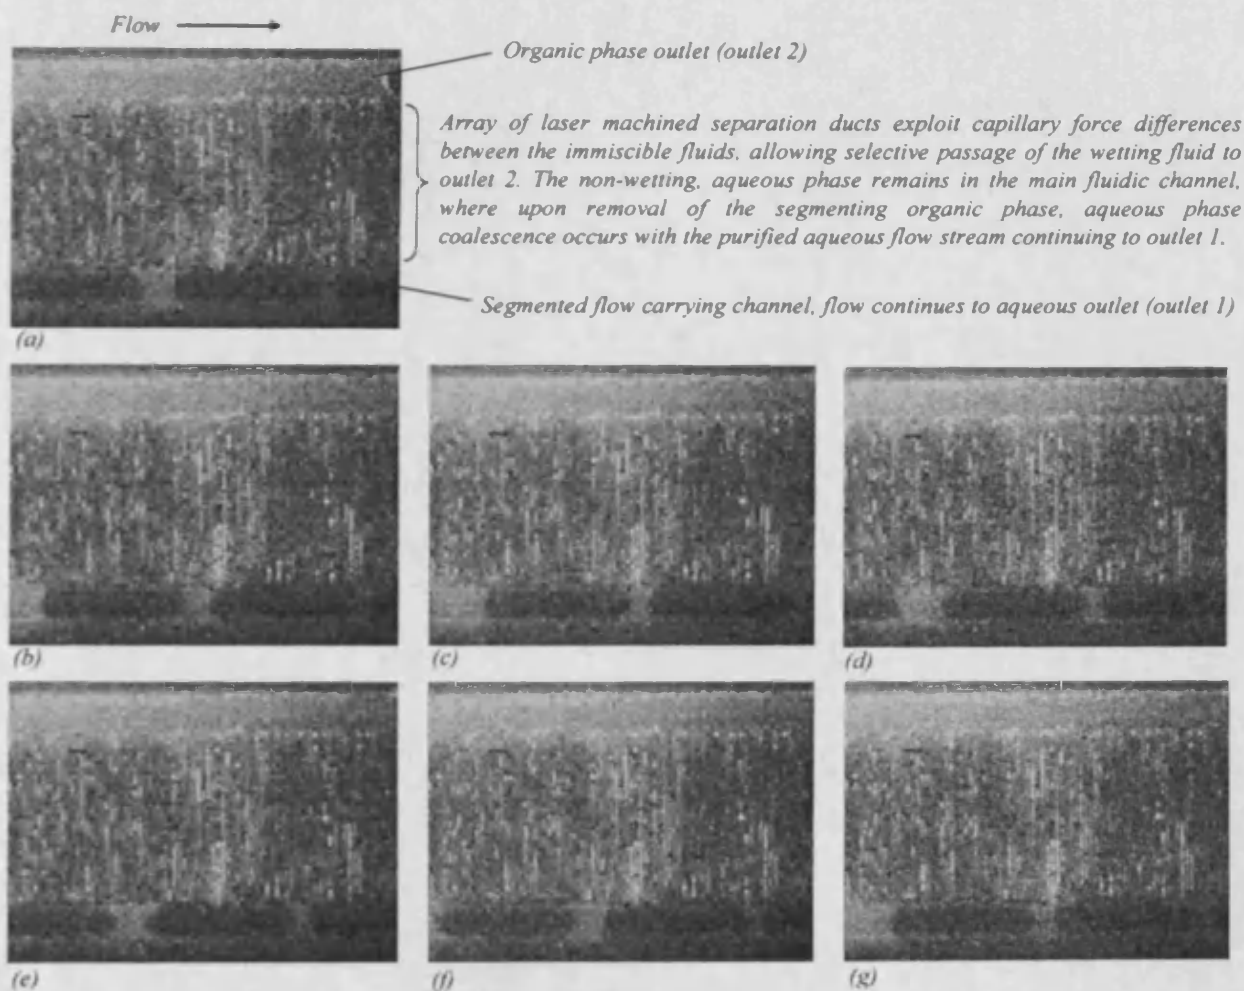 Flow
Organic phase outlet (outlet 2)
Array of laser machined separation ducts exploit capillary force differences
between the immiscible fluids, allowing selective passage of the wetting fluid to
outlet 2. The non-wetting, aqueous phase remains in the main fluidic channel,
where upon removal of the segmenting organic phase, aqueous phase
coalescence occurs with the purified aqueous flow stream continuing to outlet 1.
Segmented flow carrying channel, flow continues to aqueous outlet (outlet 1)
(a)
(b)
(c)
(d)
(e)
(f)
(g)